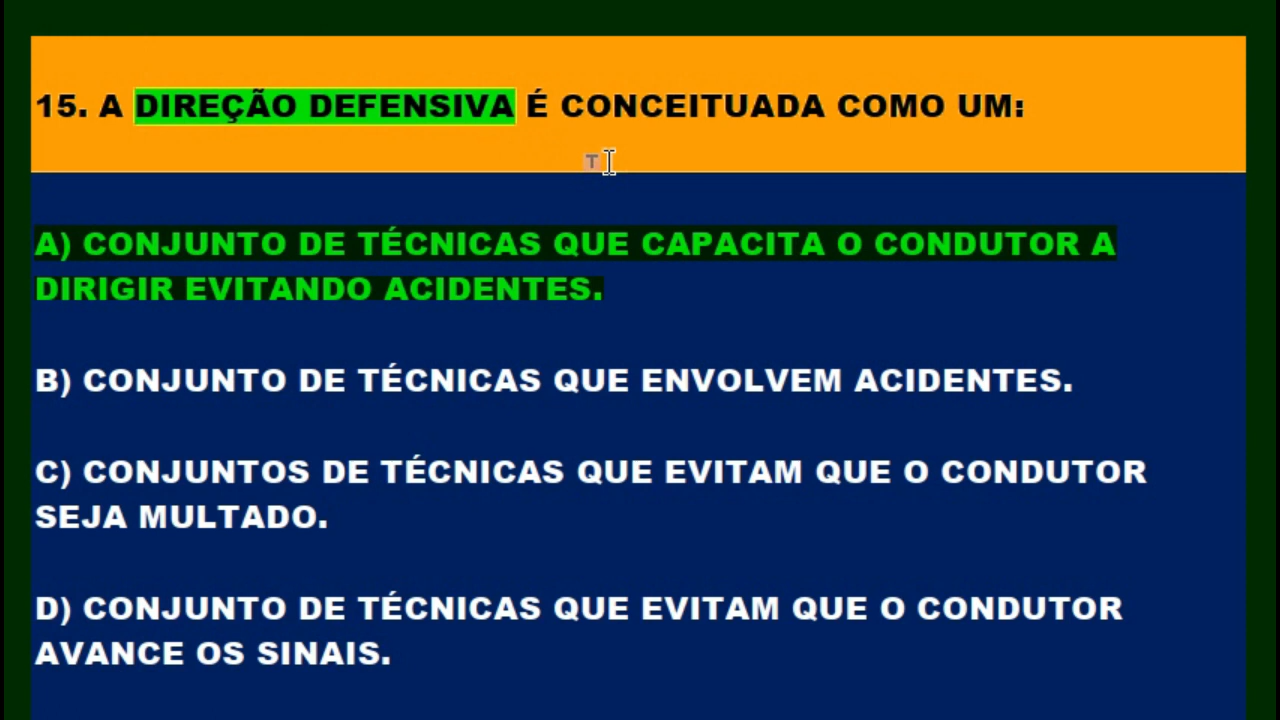 15. A DIREÇÃO DEFENSIVA É CONCEITUADA COMO UM:
T
A) CONJUNTO DE TÉCNICAS QUE CAPACITA O CONDUTOR A
DIRIGIR EVITANDO ACIDENTES.
B) CONJUNTO DE TÉCNICAS QUE ENVOLVEM ACIDENTES.
C) CONJUNTOS DE TÉCNICAS QUE EVITAM QUE O CONDUTOR
SEJA MULTADO.
D) CONJUNTO DE TÉCNICAS QUE EVITAM QUE O CONDUTOR
AVANCE OS SINAIS.